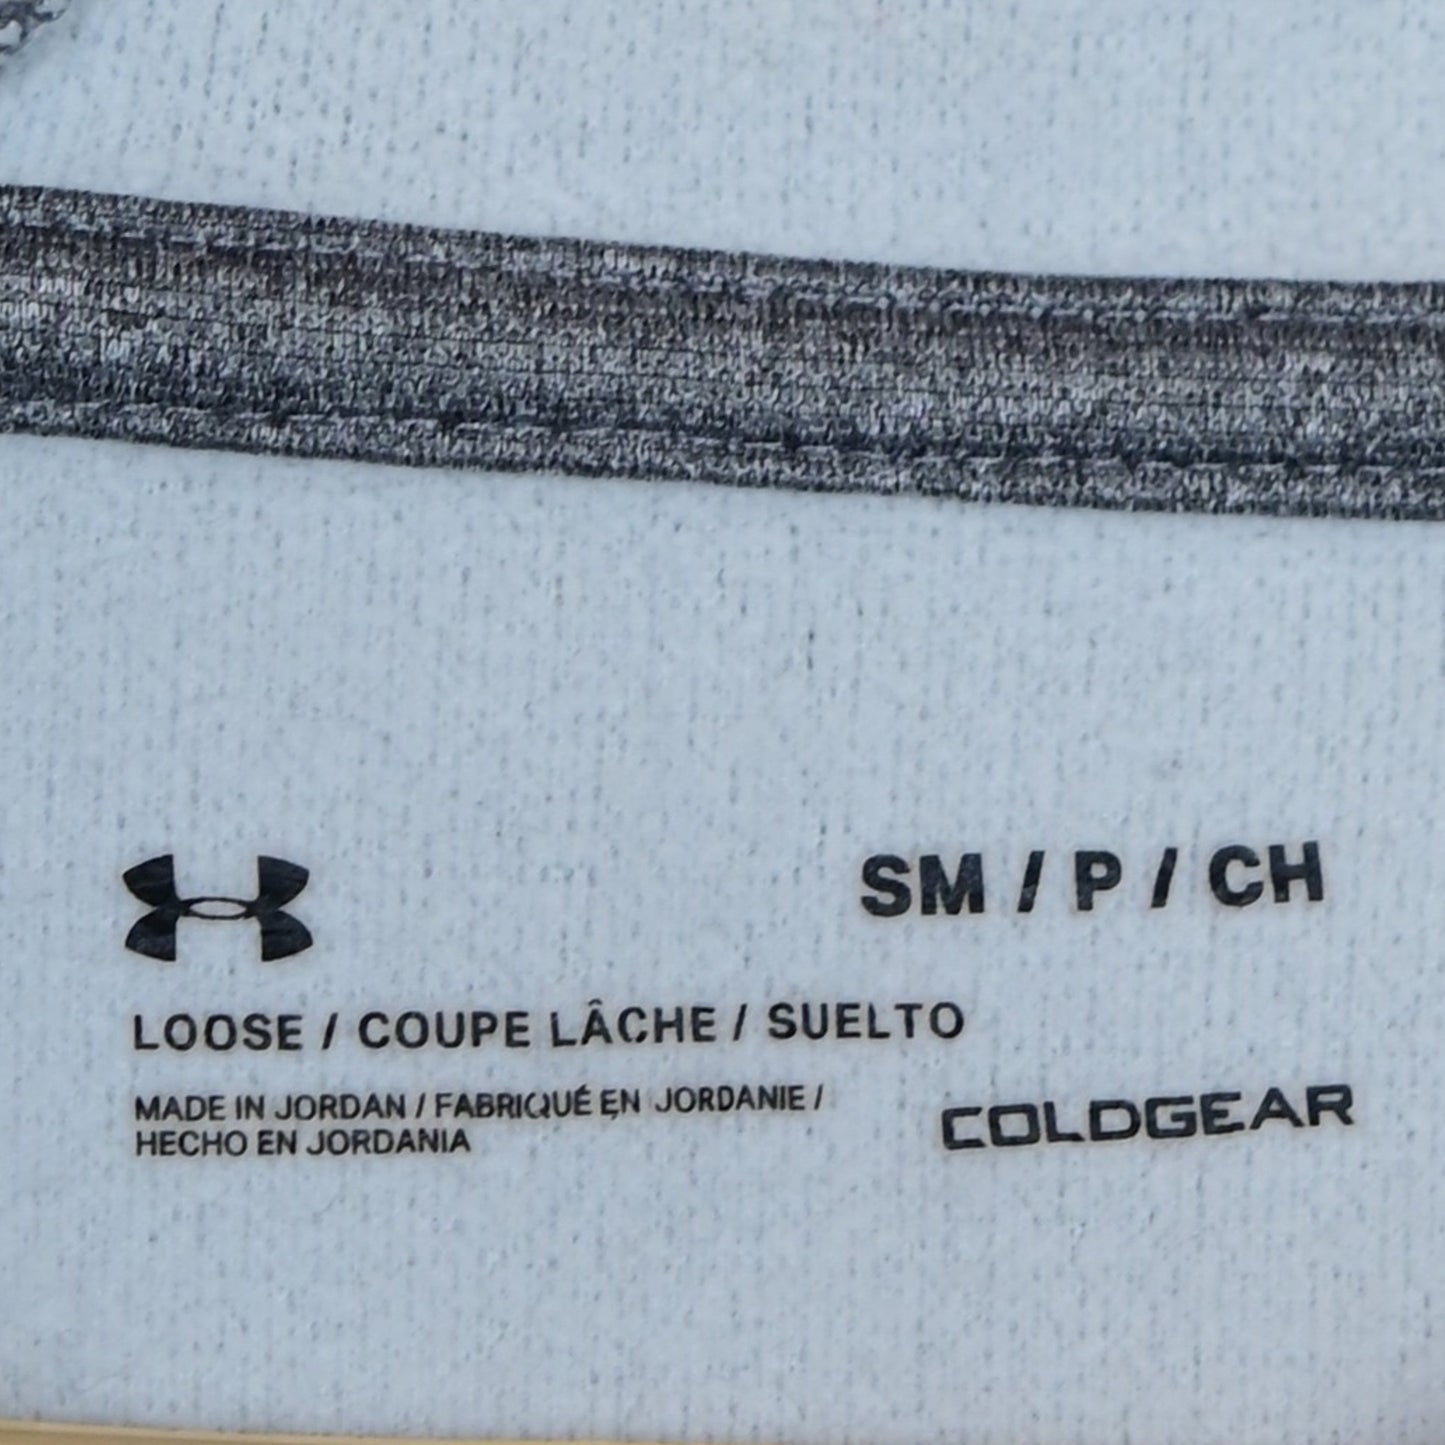 SM / P / CH
LOOSE / COUPE LÂCHE / SUELTO
MADE IN JORDAN / FABRIQUÉ EN JORDANIE /
HECHO EN JORDANIA
COLDGEAR